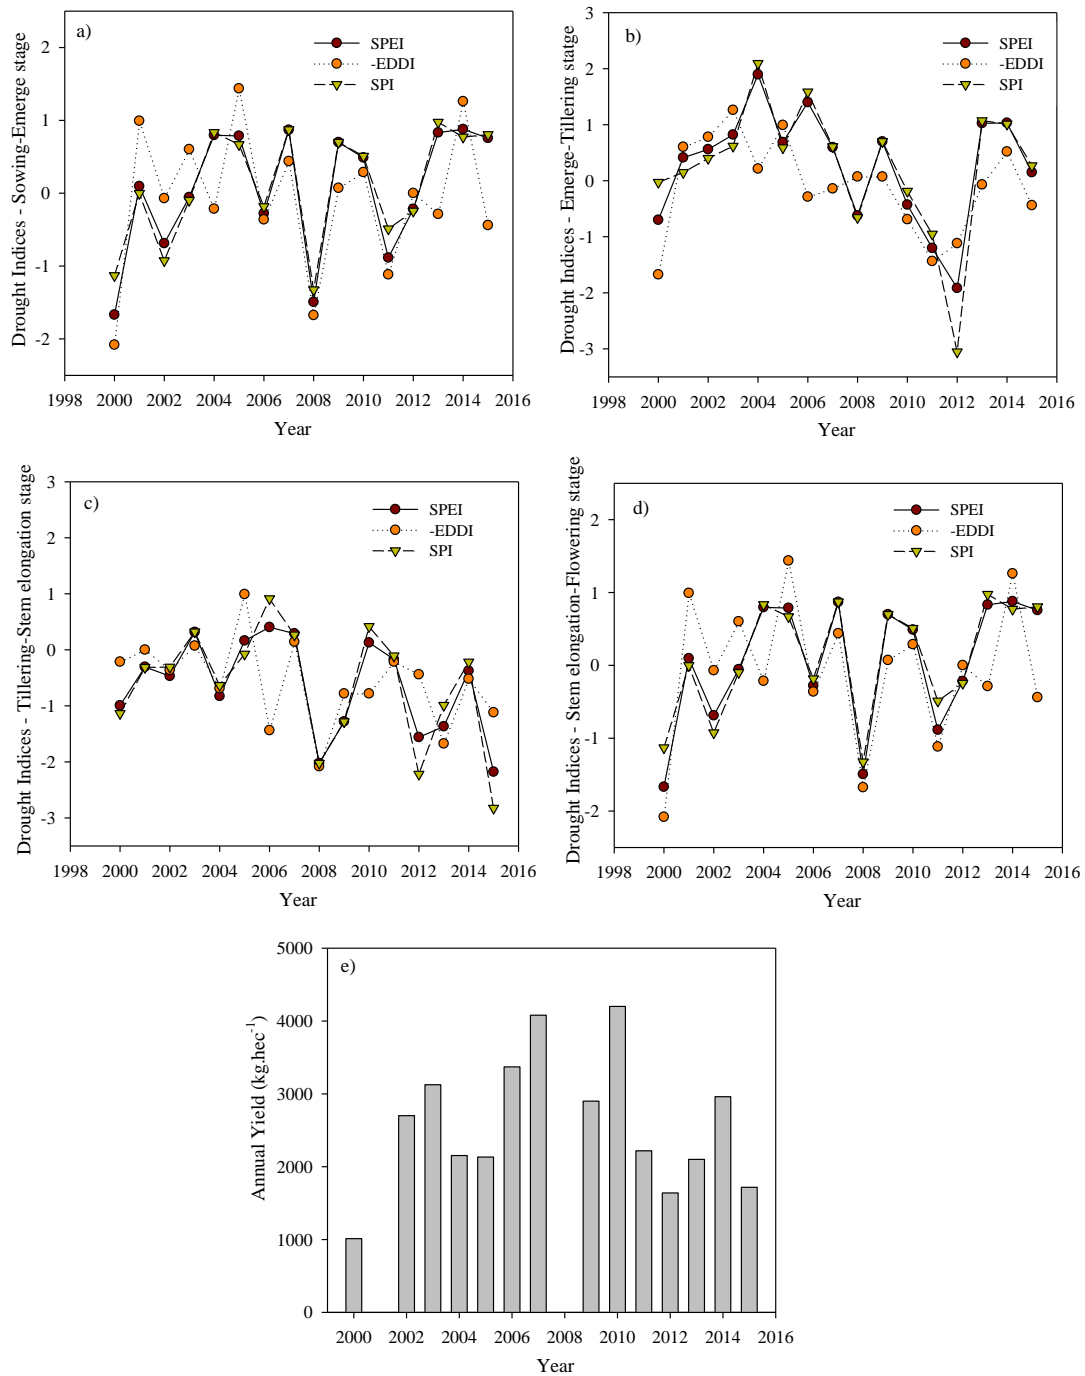 a)
SPEI
-EDDI
SPI
Drought Indices - Sowing-Emerge stage
2
1
0
-1
-2
1998 2000 2002 2004 2006 2008 2010 2012 2014 2016
Year
b)
SPEI
-EDDI
SPI
Drought Indices - Emerge-Tillering statge
3
2
1
0
-1
-2
-3
1998 2000 2002 2004 2006 2008 2010 2012 2014 2016
Year
c)
SPEI
-EDDI
SPI
Drought Indices - Tillering-Stem elongation stage
3
2
1
0
-1
-2
-3
1998 2000 2002 2004 2006 2008 2010 2012 2014 2016
Year
d)
SPEI
-EDDI
SPI
Drought Indices - Stem elongation-Flowering statge
2
1
0
-1
-2
1998 2000 2002 2004 2006 2008 2010 2012 2014 2016
Year
e)
Annual Yield (kg.hec⁻¹)
5000
4000
3000
2000
1000
0
2000 2002 2004 2006 2008 2010 2012 2014 2016
Year